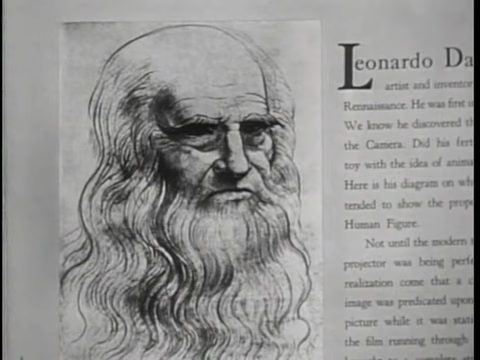 Leonardo Da
artist and inventor
Rennaissance. He was first
We know he discovered
the Camera. Did his
toy with the idea of
Here is his diagram on
tended to show the
Human Figure.
Not until the modern
projector was being
realization come that a
image was predicated upon
picture while it was
the film running through